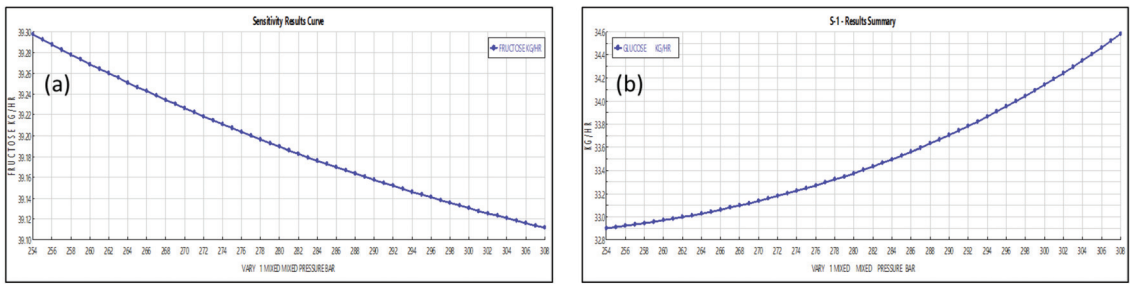 Sensitivity Results Curve
FRUCTOSE KG/HR
(a)
FRUCTOSE KG/HR
39.30
39.28
39.26
39.24
39.22
39.20
39.18
39.16
39.14
39.12
39.10
254 256 258 260 262 264 266 268 270 272 274 276 278 280 282 284 286 288 290 292 294 296 298 300 302 304 306 308
VARY 1 MIXED MIXED PRESSURE BAR
S-1 - Results Summary
GLUCOSE KG/HR
(b)
KG/HR
34.6
34.4
34.2
34.0
33.8
33.6
33.4
33.2
33.0
32.8
254 256 258 260 262 264 266 268 270 272 274 276 278 280 282 284 286 288 290 292 294 296 298 300 302 304 306 308
VARY 1 MIXED MIXED PRESSURE BAR